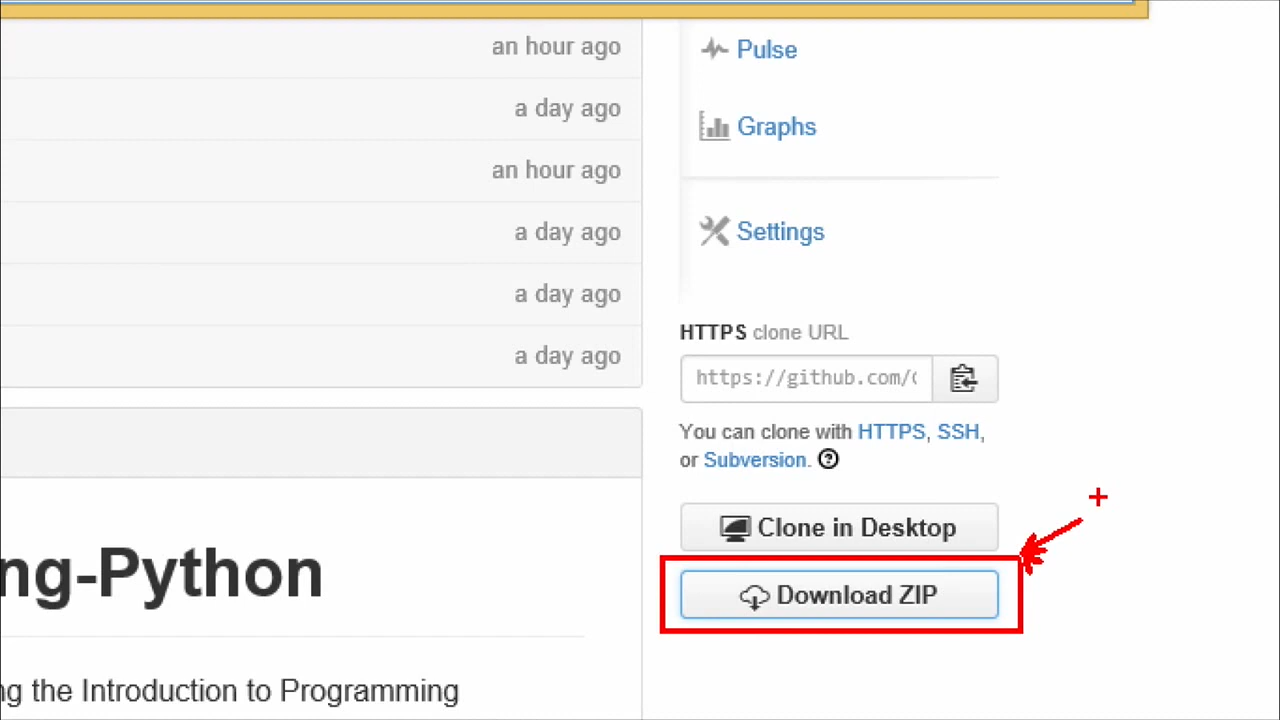 an hour ago
a day ago
an hour ago
a day ago
a day ago
a day ago
ng-Python
ng the Introduction to Programming
Pulse
Graphs
Settings
HTTPS clone URL
https://github.com/
You can clone with HTTPS, SSH,
or Subversion.
Clone in Desktop
Download ZIP